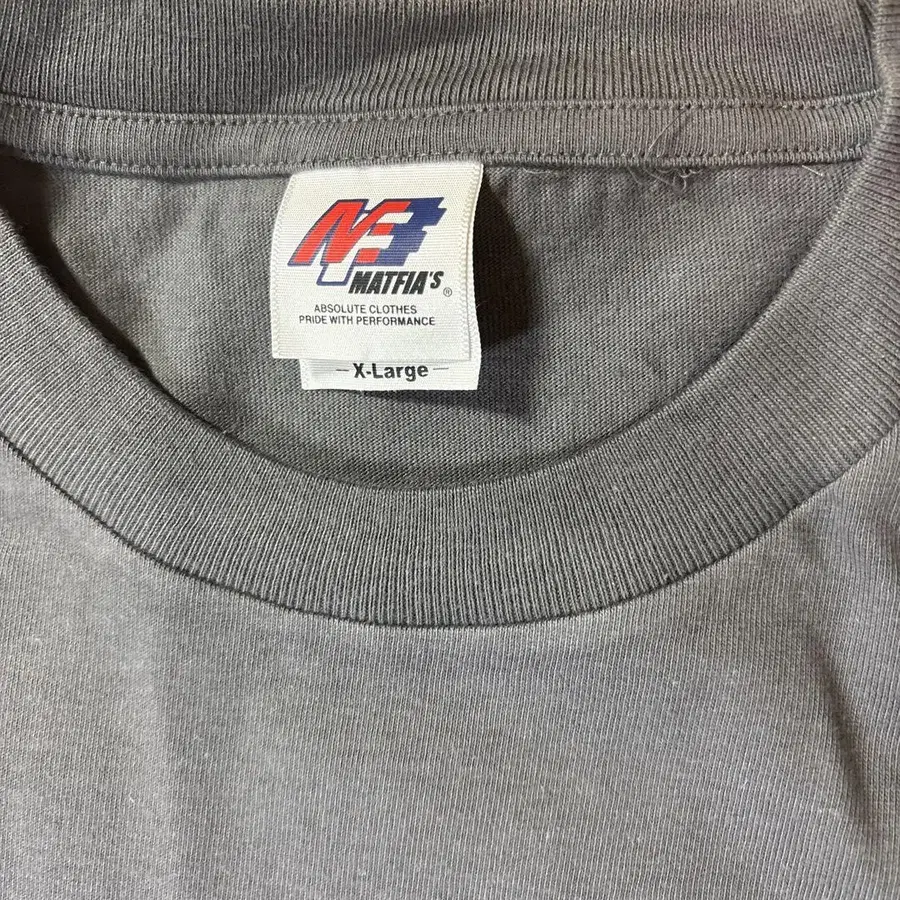 MF
MATFIA'S ®
ABSOLUTE CLOTHES
PRIDE WITH PERFORMANCE
- X-Large -